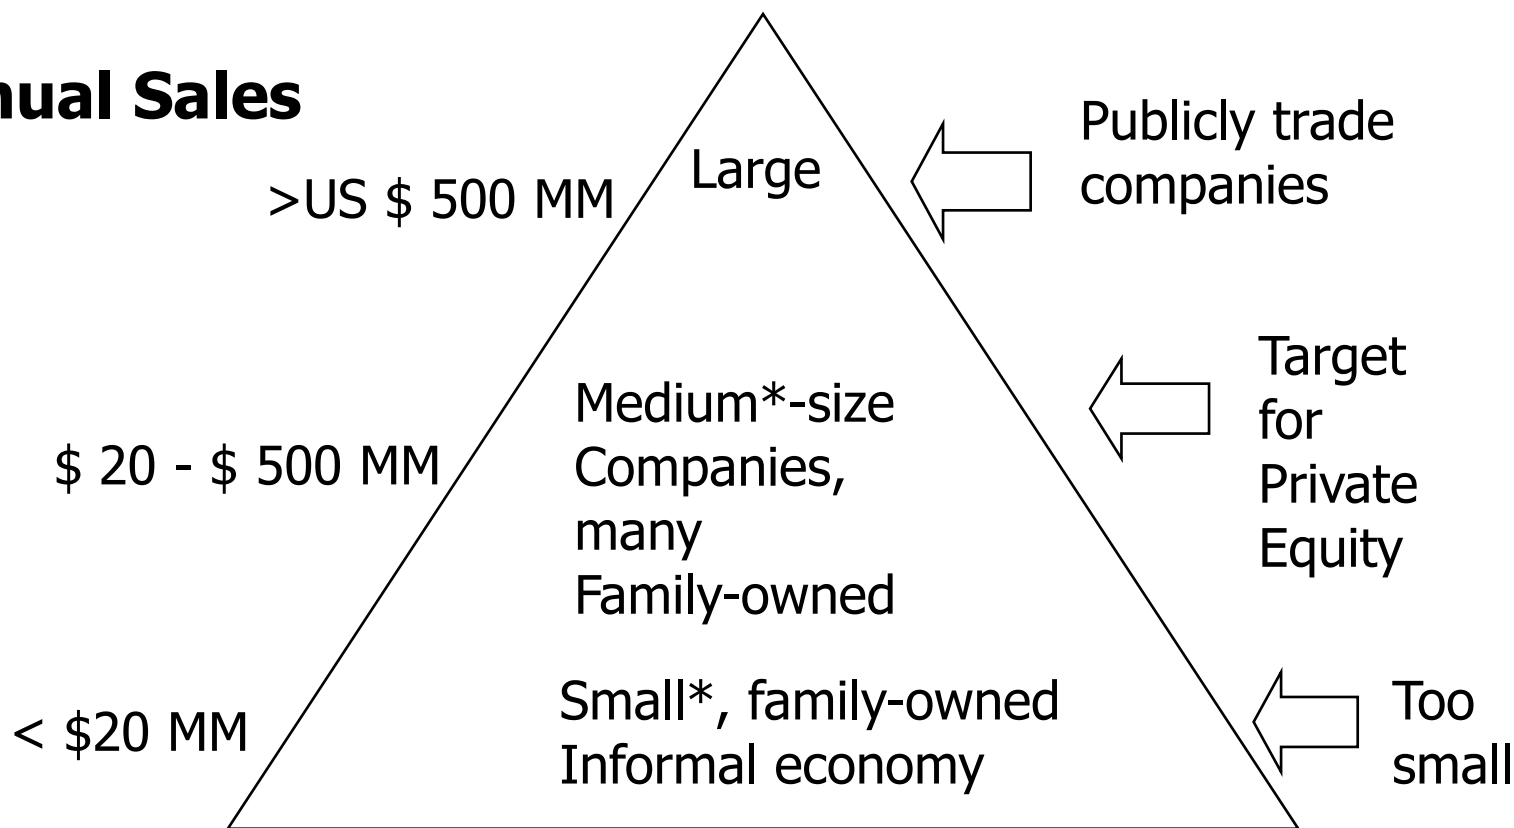 nual Sales
Publicly trade
companies
Large
>US $ 500 MM
Target
for
Private
Equity
Medium*-size
Companies,
many
Family-owned
$ 20 - $ 500 MM
Small*, family-owned
Informal economy
Too
small
< $20 MM